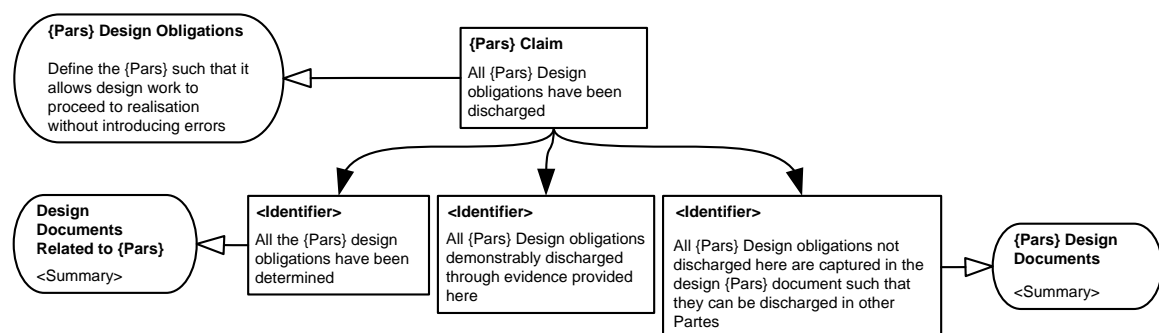 {Pars} Design Obligations
Define the {Pars} such that it
allows design work to
proceed to realisation
without introducing errors
{Pars} Claim
All {Pars} Design
obligations have been
discharged
Design
Documents
Related to {Pars}
<Summary>
<Identifier>
All the {Pars} design
obligations have been
determined
<Identifier>
All {Pars} Design obligations
demonstrably discharged
through evidence provided
here
<Identifier>
All {Pars} Design obligations not
discharged here are captured in the
design {Pars} document such that
they can be discharged in other
Partes
{Pars} Design
Documents
<Summary>